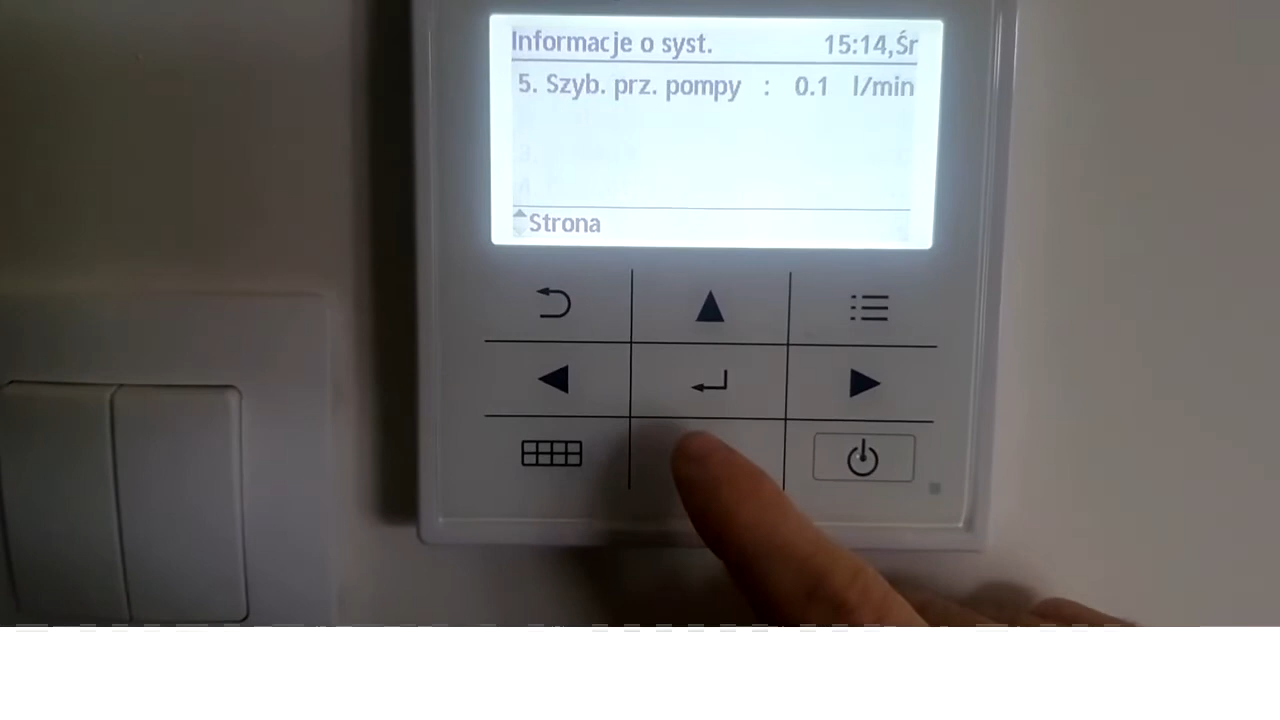 Informacje o syst. 15:14,Śr
5. Szyb. prz. pompy : 0.1 l/min
Strona